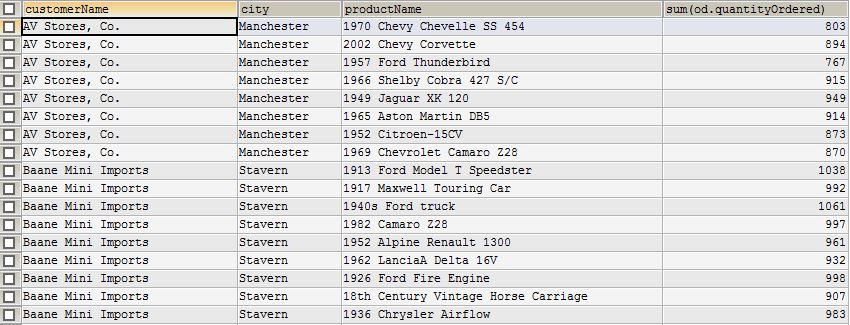 customerName city productName sum(od.quantityOrdered)
AV Stores, Co. Manchester 1970 Chevy Chevelle SS 454 803
AV Stores, Co. Manchester 2002 Chevy Corvette 894
AV Stores, Co. Manchester 1957 Ford Thunderbird 767
AV Stores, Co. Manchester 1966 Shelby Cobra 427 S/C 915
AV Stores, Co. Manchester 1949 Jaguar XK 120 949
AV Stores, Co. Manchester 1965 Aston Martin DB5 914
AV Stores, Co. Manchester 1952 Citroen-15CV 873
AV Stores, Co. Manchester 1969 Chevrolet Camaro Z28 870
Baane Mini Imports Stavern 1913 Ford Model T Speedster 1038
Baane Mini Imports Stavern 1917 Maxwell Touring Car 992
Baane Mini Imports Stavern 1940s Ford truck 1061
Baane Mini Imports Stavern 1982 Camaro Z28 997
Baane Mini Imports Stavern 1952 Alpine Renault 1300 961
Baane Mini Imports Stavern 1962 LanciaA Delta 16V 932
Baane Mini Imports Stavern 1926 Ford Fire Engine 998
Baane Mini Imports Stavern 18th Century Vintage Horse Carriage 907
Baane Mini Imports Stavern 1936 Chrysler Airflow 983